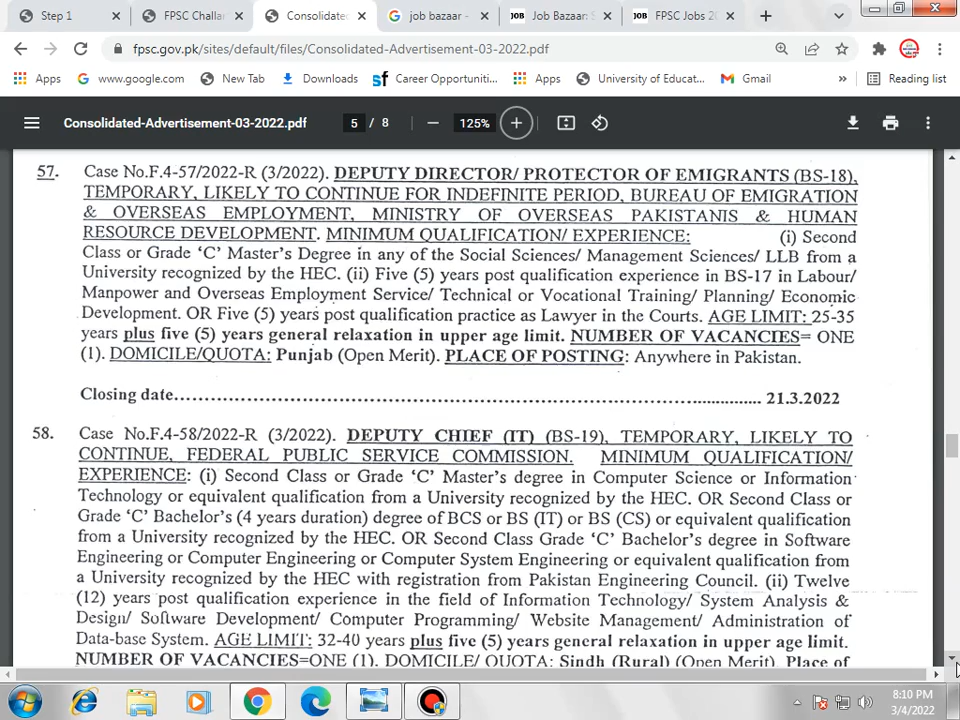 Step 1
FPSC Challa
Consolidated
job bazaar -
JOB Job Bazaar: S
JOB FPSC Jobs 20
fpsc.gov.pk/sites/default/files/Consolidated-Advertisement-03-2022.pdf
Apps www.google.com New Tab Downloads sf Career Opportuniti... Apps University of Educat... Gmail » Reading list
Consolidated-Advertisement-03-2022.pdf 5 / 8 — 125% +
57. Case No.F.4-57/2022-R (3/2022). DEPUTY DIRECTOR/ PROTECTOR OF EMIGRANTS (BS-18),
TEMPORARY, LIKELY TO CONTINUE FOR INDEFINITE PERIOD, BUREAU OF EMIGRATION
& OVERSEAS EMPLOYMENT, MINISTRY OF OVERSEAS PAKISTANIS & HUMAN
RESOURCE DEVELOPMENT. MINIMUM QUALIFICATION/ EXPERIENCE: (i) Second
Class or Grade ‘C’ Master’s Degree in any of the Social Sciences/ Management Sciences/ LLB from a
University recognized by the HEC. (ii) Five (5) years post qualification experience in BS-17 in Labour/
Manpower and Overseas Employment Service/ Technical or Vocational Training/ Planning/ Economic
Development. OR Five (5) years post qualification practice as Lawyer in the Courts. AGE LIMIT: 25-35
years plus five (5) years general relaxation in upper age limit. NUMBER OF VACANCIES= ONE
(1). DOMICILE/QUOTA: Punjab (Open Merit). PLACE OF POSTING: Anywhere in Pakistan.
Closing date.......................................................................................................... 21.3.2022
58. Case No.F.4-58/2022-R (3/2022). DEPUTY CHIEF (IT) (BS-19), TEMPORARY, LIKELY TO
CONTINUE, FEDERAL PUBLIC SERVICE COMMISSION. MINIMUM QUALIFICATION/
EXPERIENCE: (i) Second Class or Grade ‘C’ Master’s degree in Computer Science or Information
Technology or equivalent qualification from a University recognized by the HEC. OR Second Class or
Grade ‘C’ Bachelor’s (4 years duration) degree of BCS or BS (IT) or BS (CS) or equivalent qualification
from a University recognized by the HEC. OR Second Class Grade ‘C’ Bachelor’s degree in Software
Engineering or Computer Engineering or Computer System Engineering or equivalent qualification from
a University recognized by the HEC with registration from Pakistan Engineering Council. (ii) Twelve
(12) years post qualification experience in the field of Information Technology/ System Analysis &
Design/ Software Development/ Computer Programming/ Website Management/ Administration of
Data-base System. AGE LIMIT: 32-40 years plus five (5) years general relaxation in upper age limit.
NUMBER OF VACANCIES=ONE (1). DOMICILE/ QUOTA: Sindh (Rural) (Open Merit). Place of
8:10 PM
3/4/2022